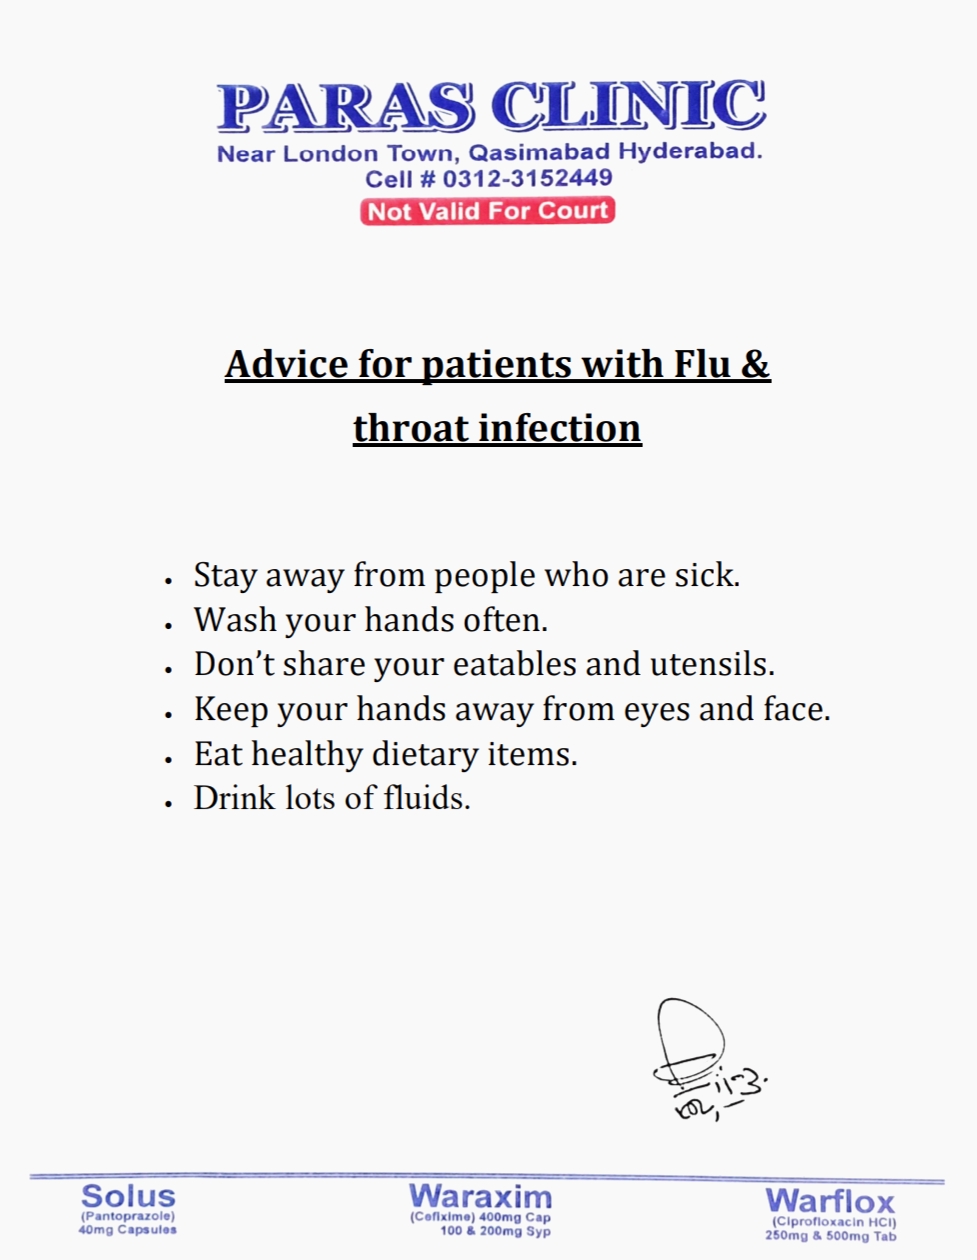 PARAS CLINIC
Near London Town, Qasimabad Hyderabad.
Cell # 0312-3152449
Not Valid For Court
Advice for patients with Flu &
throat infection
• Stay away from people who are sick.
• Wash your hands often.
• Don’t share your eatables and utensils.
• Keep your hands away from eyes and face.
• Eat healthy dietary items.
• Drink lots of fluids.
Solus Waraxim Warflox
(Pantoprazole) (Cefixime) 400mg Cap (Ciprofloxacin HCl)
40mg Capsules 100 & 200mg Syp 250mg & 500mg Tab